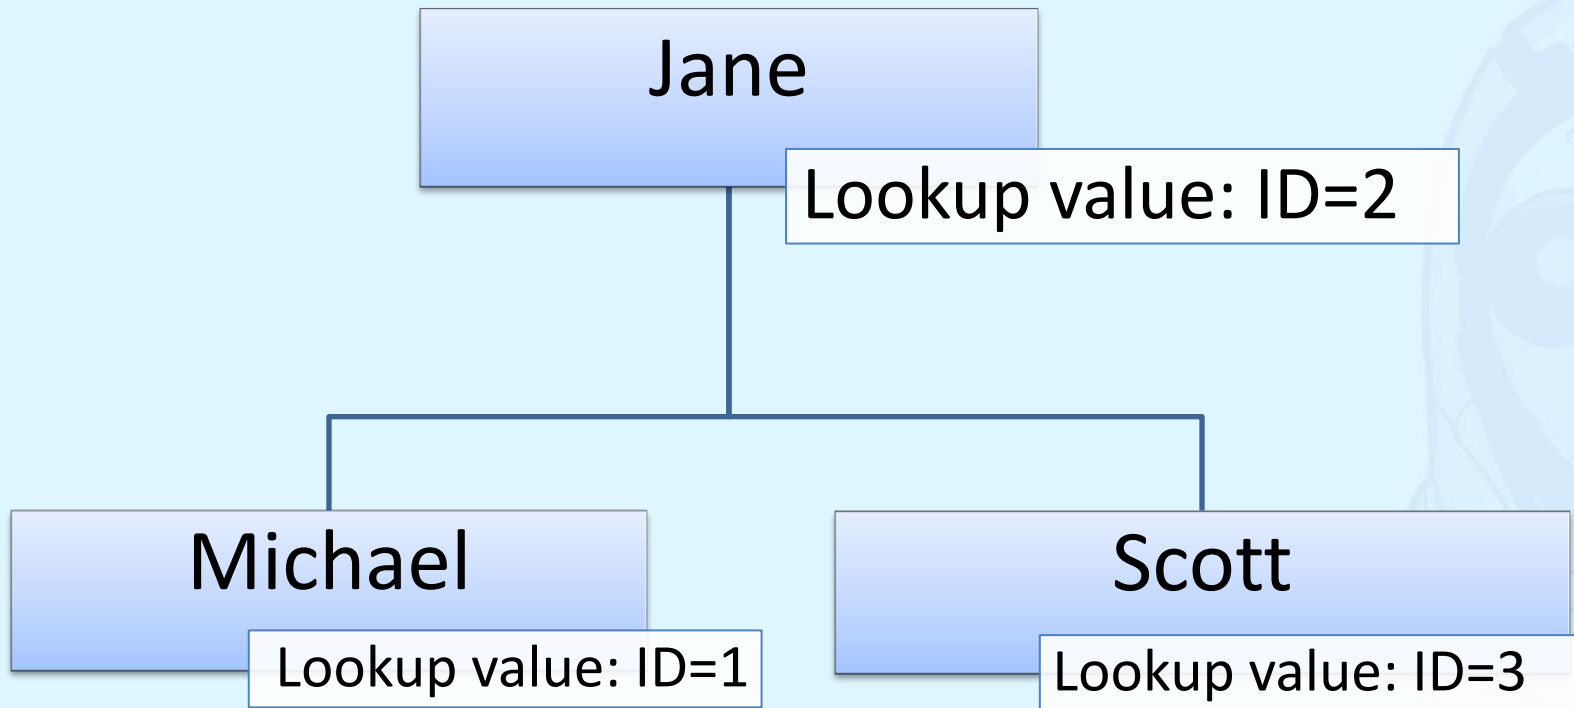 Jane
Lookup value: ID=2
Michael
Lookup value: ID=1
Scott
Lookup value: ID=3